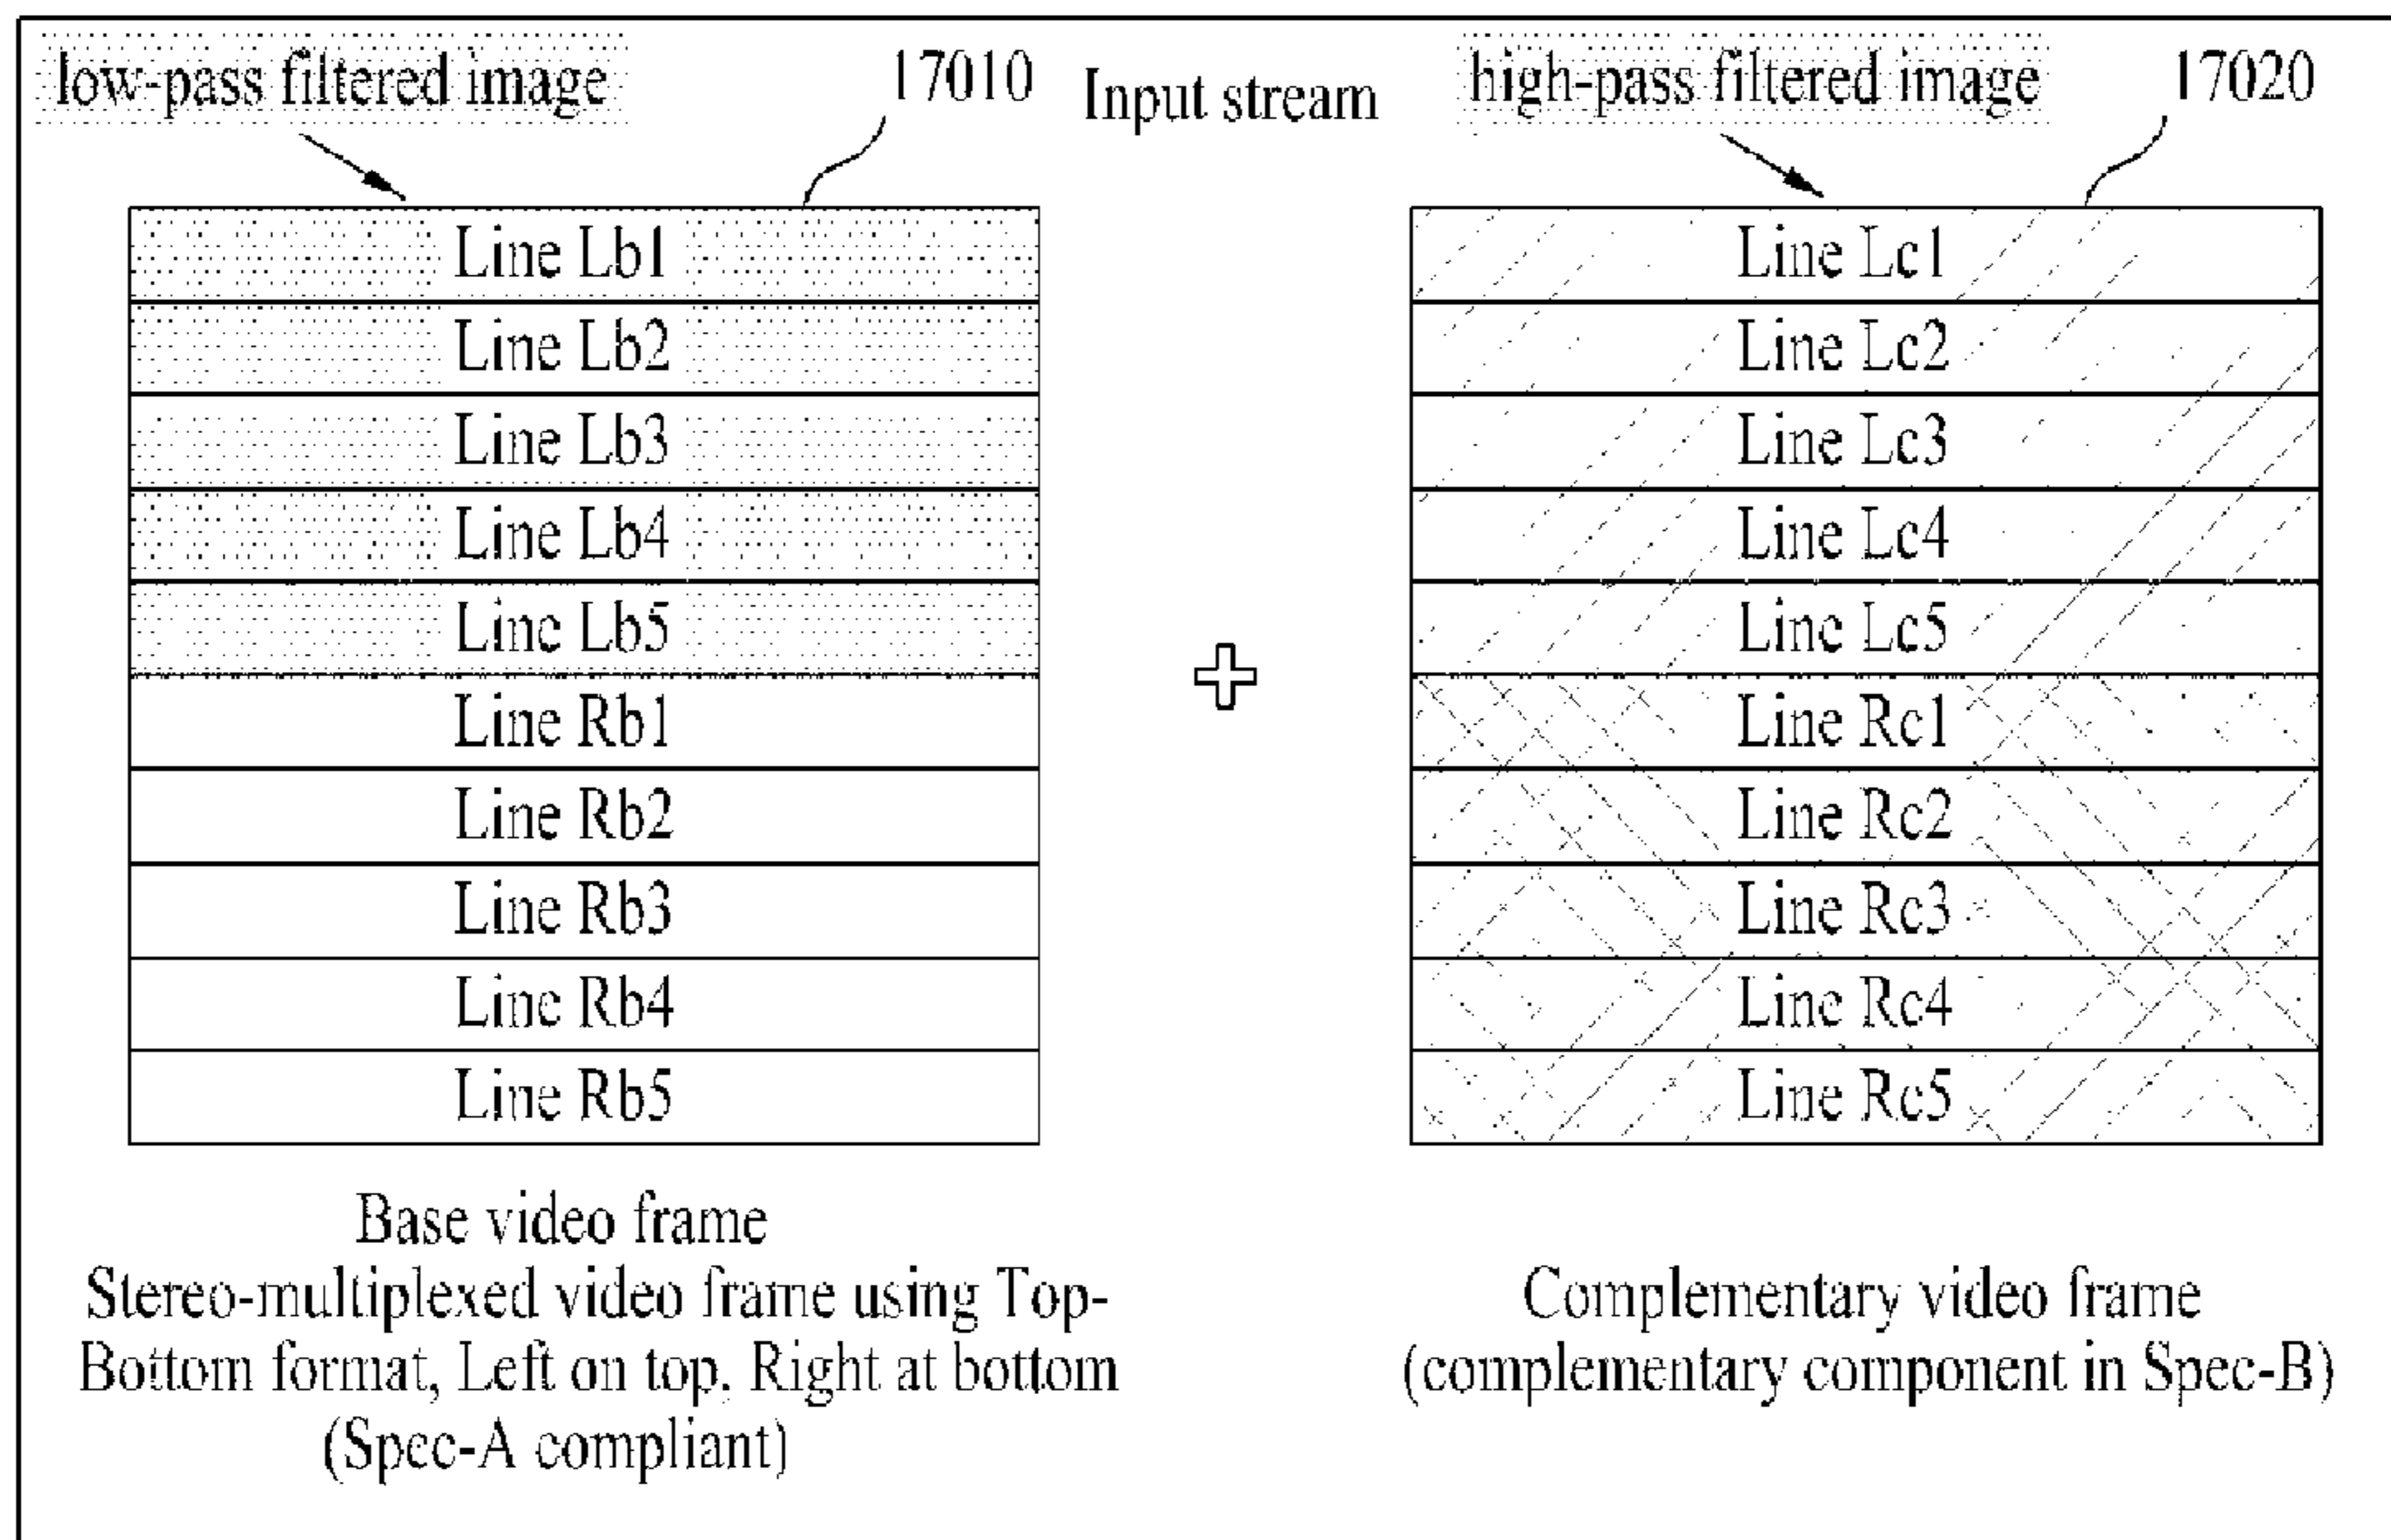 low-pass filtered image
17010
Input stream
high-pass filtered image
17020
Line Lb1
Line Lb2
Line Lb3
Line Lb4
Line Lb5
Line Rb1
Line Rb2
Line Rb3
Line Rb4
Line Rb5
Line Lc1
Line Lc2
Line Lc3
Line Lc4
Line Lc5
Line Rc1
Line Rc2
Line Rc3
Line Rc4
Line Rc5
Base video frame
Stereo-multiplexed video frame using Top-
Bottom format, Left on top, Right at bottom
(Spec-A compliant)
Complementary video frame
(complementary component in Spec-B)